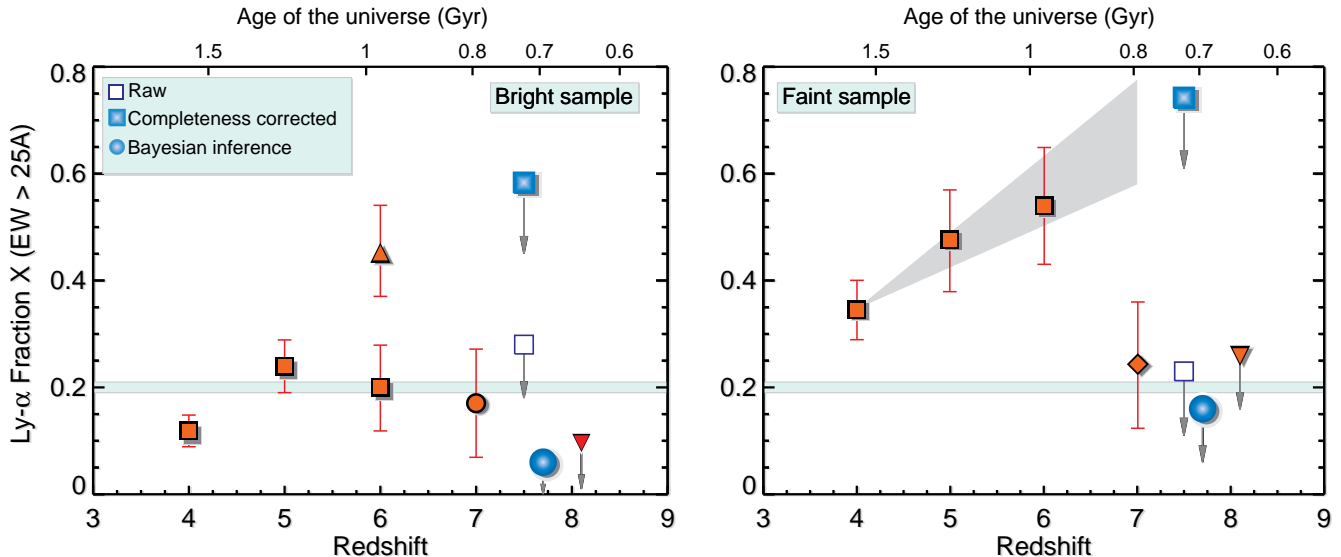 Age of the universe (Gyr)
1.5 1 0.8 0.7 0.6
0.8
0.6
0.4
0.2
0
Ly-α Fraction X (EW > 25A)
Raw
Completeness corrected
Bayesian inference
Bright sample
3 4 5 6 7 8 9
Redshift
Age of the universe (Gyr)
1.5 1 0.8 0.7 0.6
0.8
0.6
0.4
0.2
0
Faint sample
3 4 5 6 7 8 9
Redshift